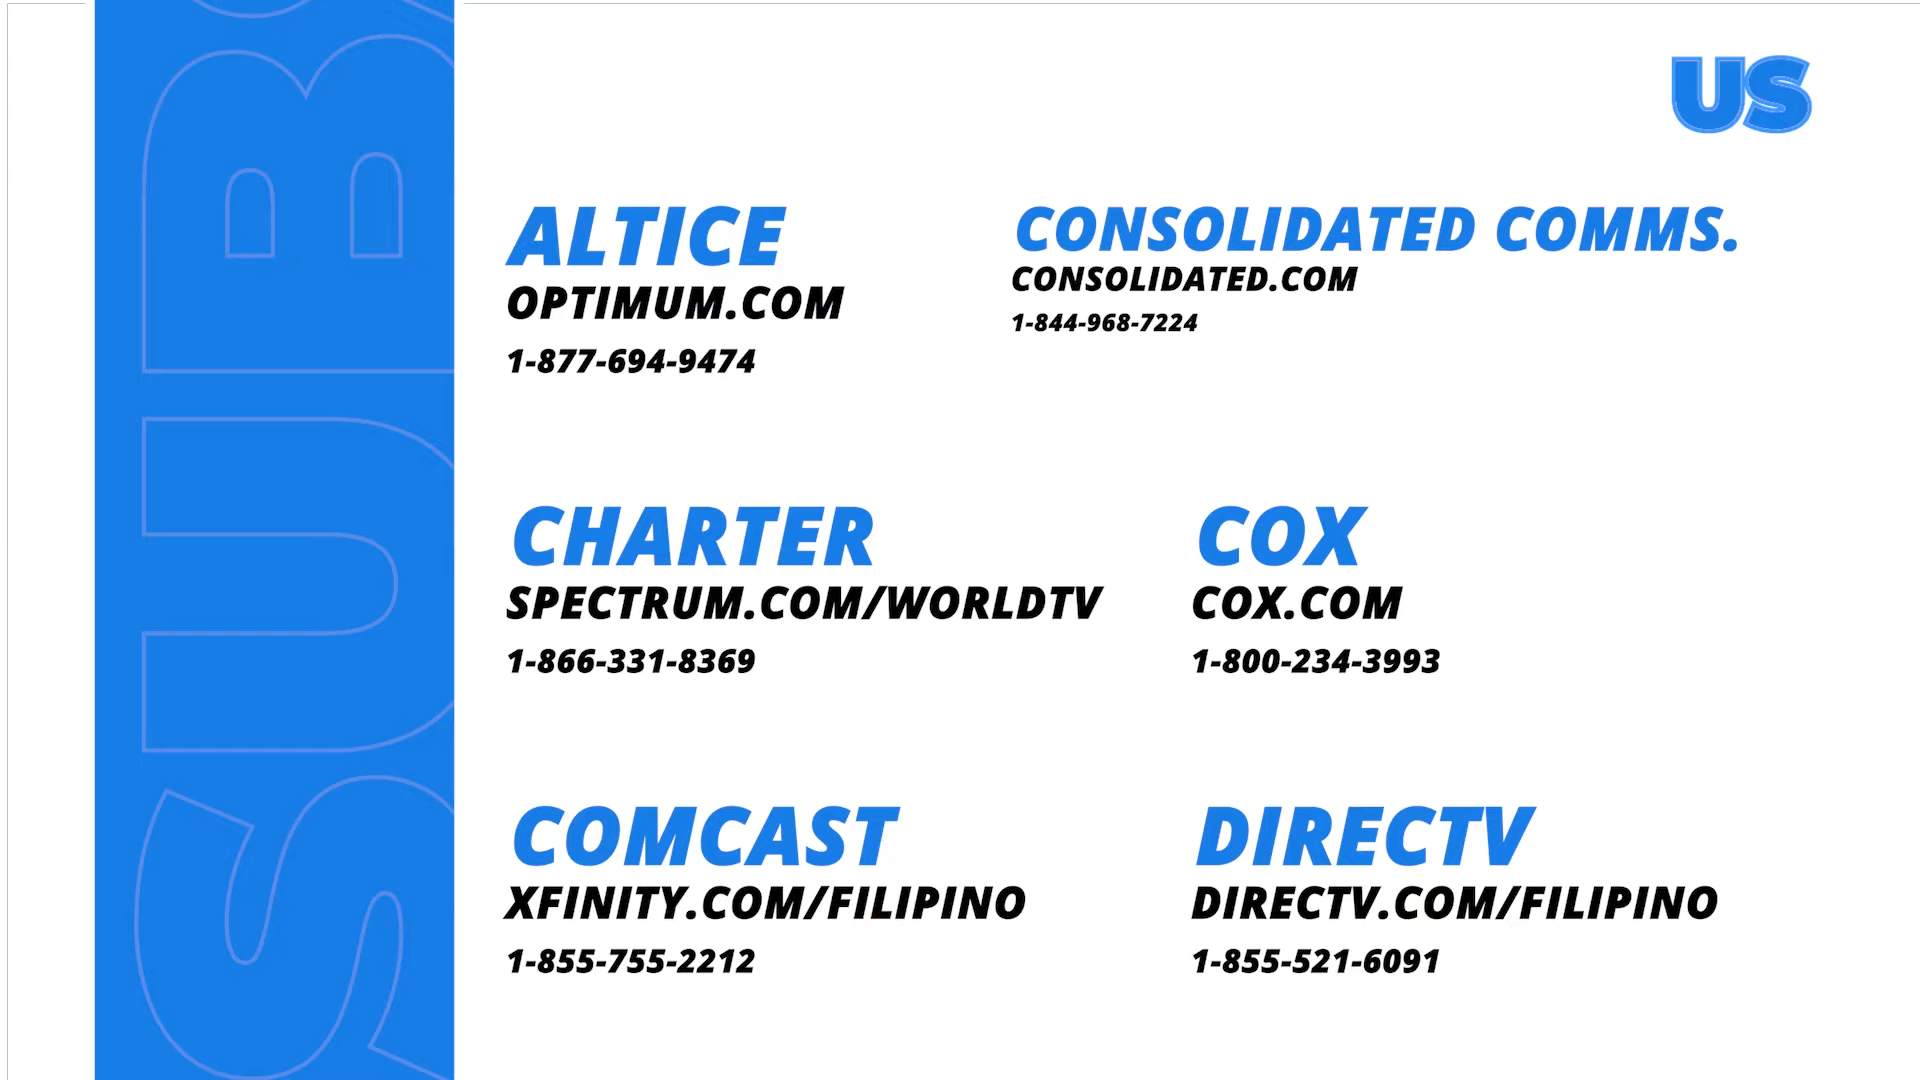 SUB
US
ALTICE
OPTIMUM.COM
1-877-694-9474
CONSOLIDATED COMMS.
CONSOLIDATED.COM
1-844-968-7224
CHARTER
SPECTRUM.COM/WORLDTV
1-866-331-8369
COX
COX.COM
1-800-234-3993
COMCAST
XFINITY.COM/FILIPINO
1-855-755-2212
DIRECTV
DIRECTV.COM/FILIPINO
1-855-521-6091